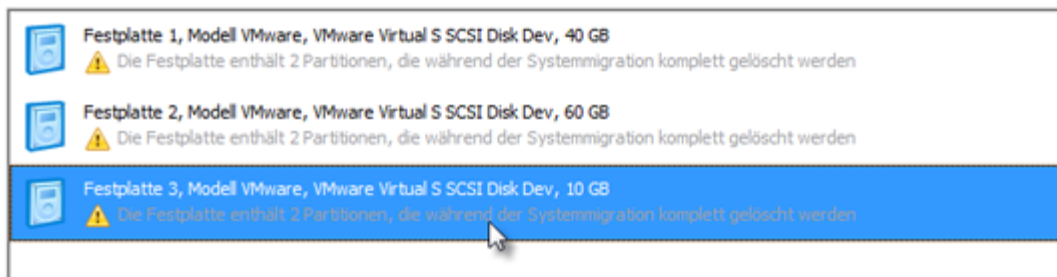 Festplatte 1, Modell VMware, VMware Virtual S SCSI Disk Dev, 40 GB
Die Festplatte enthält 2 Partitionen, die während der Systemmigration komplett gelöscht werden
Festplatte 2, Modell VMware, VMware Virtual S SCSI Disk Dev, 60 GB
Die Festplatte enthält 2 Partitionen, die während der Systemmigration komplett gelöscht werden
Festplatte 3, Modell VMware, VMware Virtual S SCSI Disk Dev, 10 GB
Die Festplatte enthält 2 Partitionen, die während der Systemmigration komplett gelöscht werden